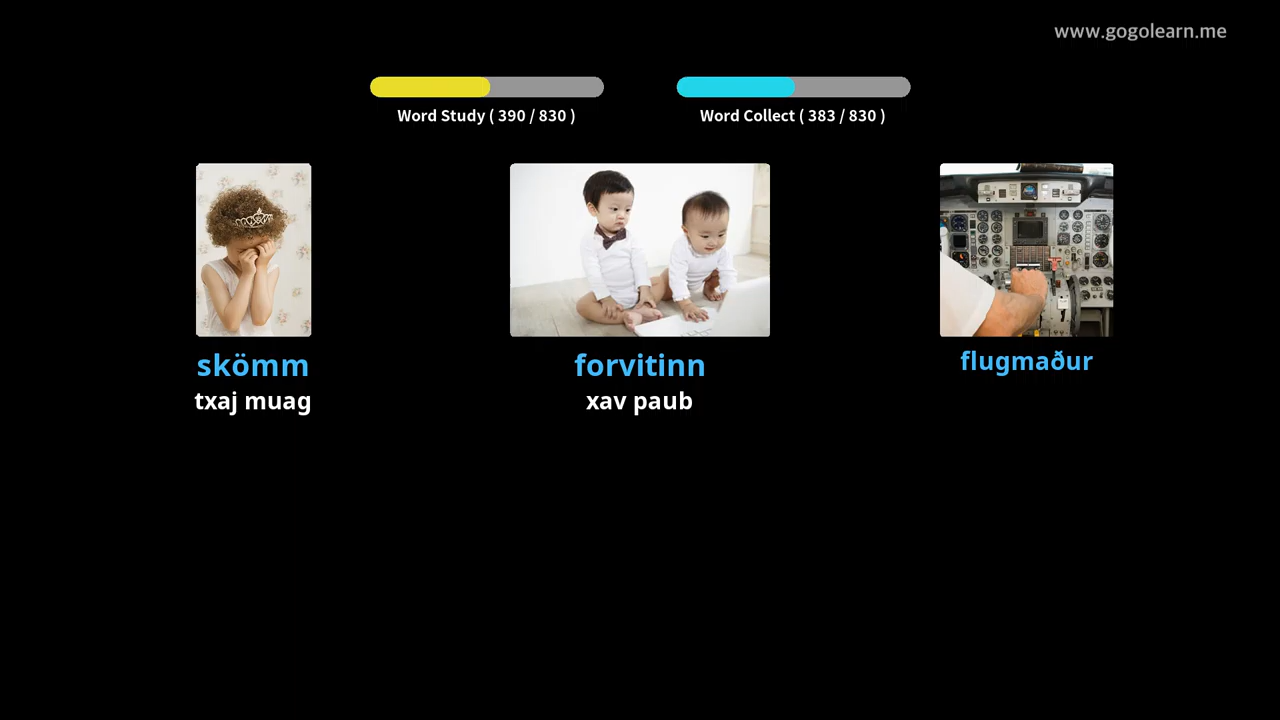 www.gogolearn.me
Word Study ( 390 / 830 )
Word Collect ( 383 / 830 )
skömm
txaj muag
forvitinn
xav paub
flugmaður